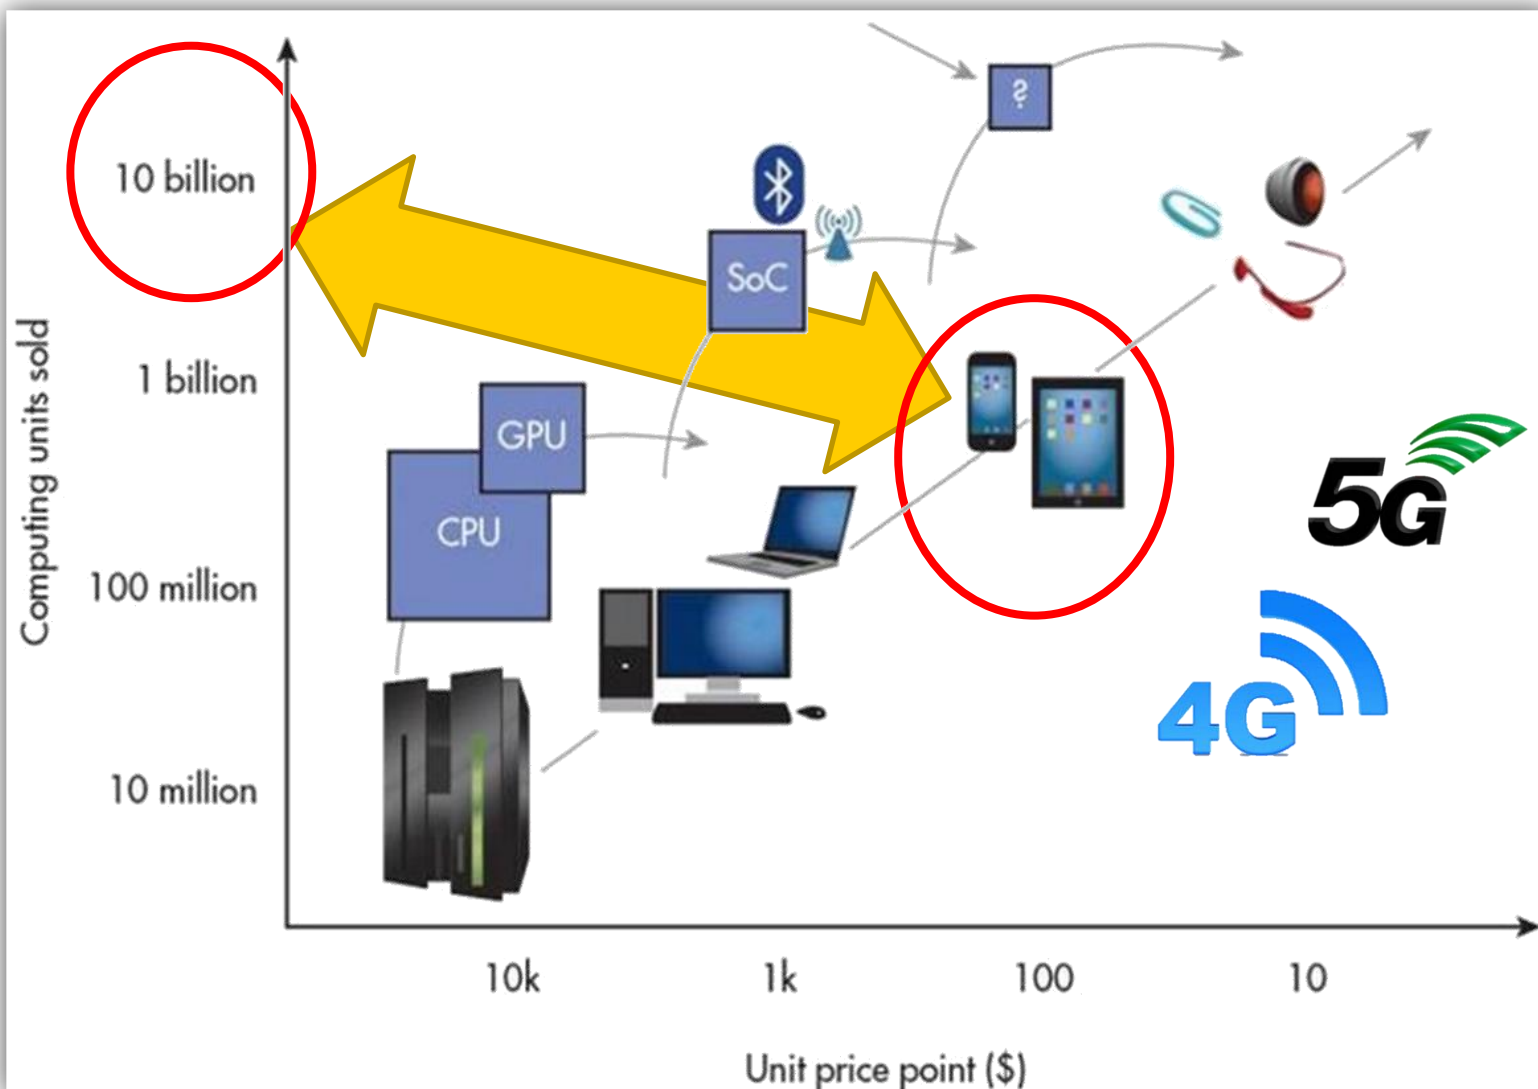 ?
10 billion
SoC
1 billion
GPU
CPU
5G
100 million
4G
10 million
Computing units sold
10k
1k
100
10
Unit price point ($)